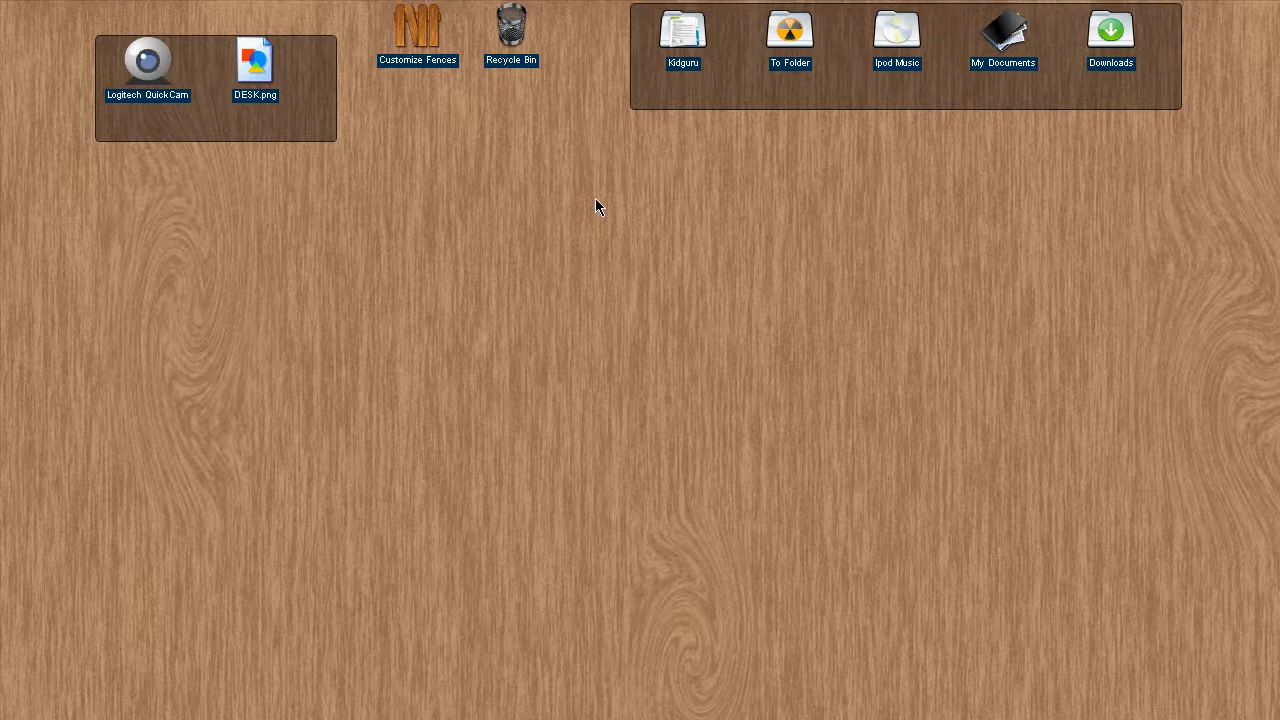 Customize Fences
Recycle Bin
Kidguru
To Folder
Ipod Music
My Documents
Downloads
Logitech QuickCam
DESK.png